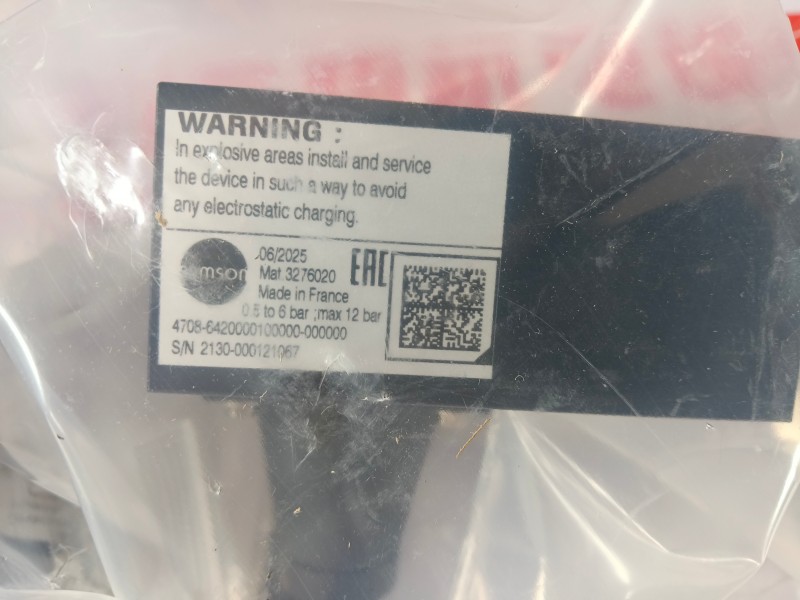 WARNING :
In explosive areas install and service
the device in such a way to avoid
any electrostatic charging.
samson
06/2025
Mat 3276020
EAC
Made in France
0.5 to 6 bar ;max 12 bar
4708-6420000100000-000000
S/N 2130-000121067